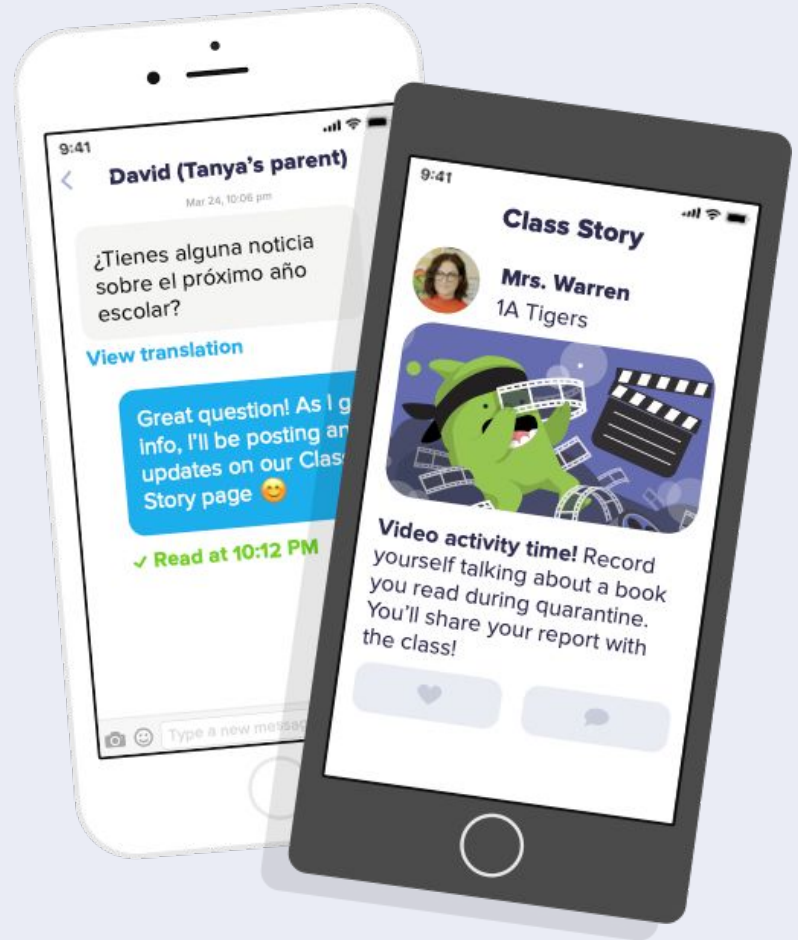 9:41
David (Tanya's parent)
Mar 24, 10:06 pm
¿Tienes alguna noticia
sobre el próximo año
escolar?
View translation
Great question! As I g
info, I'll be posting an
updates on our Clas
Story page 😊
✓ Read at 10:12 PM
Type a new messag
9:41
Class Story
Mrs. Warren
1A Tigers
Video activity time! Record
yourself talking about a book
you read during quarantine.
You'll share your report with
the class!